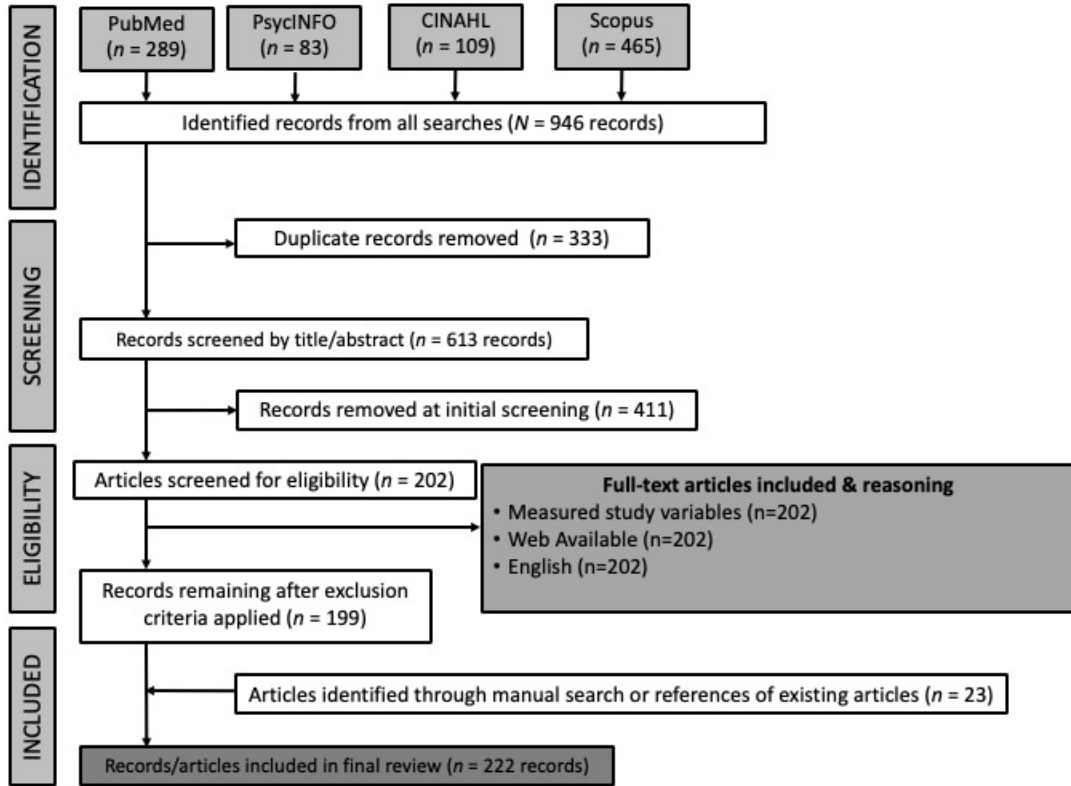 IDENTIFICATION
PubMed
(n = 289)
PsycINFO
(n = 83)
CINAHL
(n = 109)
Scopus
(n = 465)
Identified records from all searches (N = 946 records)
SCREENING
Duplicate records removed (n = 333)
Records screened by title/abstract (n = 613 records)
Records removed at initial screening (n = 411)
ELIGIBILITY
Articles screened for eligibility (n = 202)
Full-text articles included & reasoning
• Measured study variables (n=202)
• Web Available (n=202)
• English (n=202)
Records remaining after exclusion
criteria applied (n = 199)
INCLUDED
Articles identified through manual search or references of existing articles (n = 23)
Records/articles included in final review (n = 222 records)